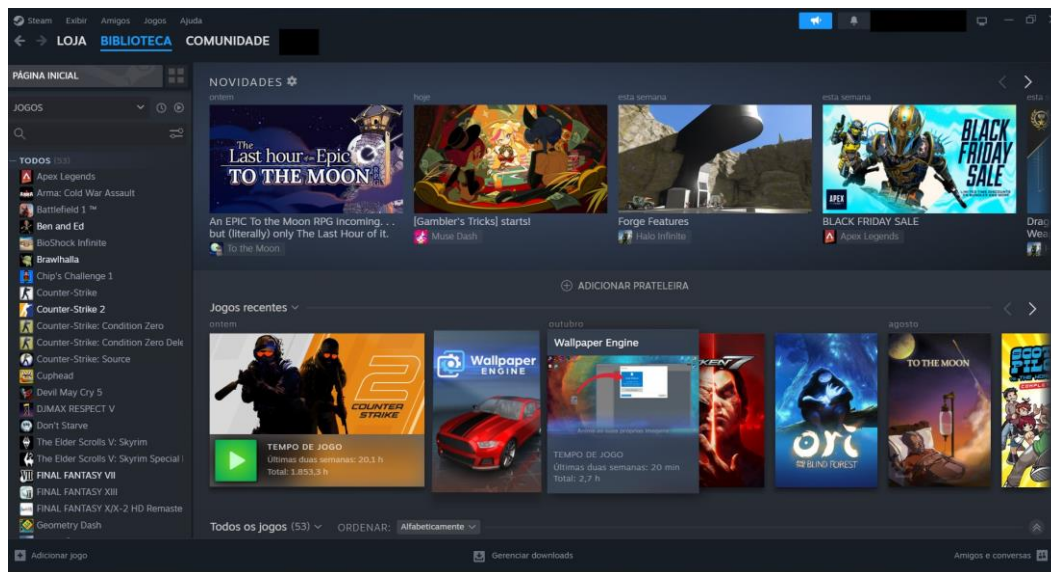 Steam Exibir Amigos Jogos Ajuda
LOJA BIBLIOTECA COMUNIDADE
PÁGINA INICIAL
JOGOS
TODOS (53)
Apex Legends
Arma: Cold War Assault
Battlefield 1 ™
Ben and Ed
BioShock Infinite
Brawlhalla
Chip's Challenge 1
Counter-Strike
Counter-Strike 2
Counter-Strike: Condition Zero
Counter-Strike: Condition Zero Dele
Counter-Strike: Source
Cuphead
Devil May Cry 5
DJMAX RESPECT V
Don't Starve
The Elder Scrolls V: Skyrim
The Elder Scrolls V: Skyrim Special
FINAL FANTASY VII
FINAL FANTASY XIII
FINAL FANTASY X/X-2 HD Remaste
Geometry Dash
NOVIDADES
ontem
The
Last hour of Epic
TO THE MOON
An EPIC To the Moon RPG Incoming. . .
but (literally) only The Last Hour of it.
To the Moon
hoje
[Gambler's Tricks] starts!
Muse Dash
esta semana
Forge Features
Halo Infinite
esta semana
BLACK
FRIDAY
SALE
APEX
BLACK FRIDAY SALE
Apex Legends
esta
Drag
Wea
ADICIONAR PRATELEIRA
Jogos recentes
ontem
2
COUNTER
STRIKE
TEMPO DE JOGO
Últimas duas semanas: 20,1 h
Total: 1.853,3 h
Wallpaper
ENGINE
outubro
Wallpaper Engine
TEMPO DE JOGO
Últimas duas semanas: 20 min
Total: 2,7 h
KEN 7
ori
AND THE BLIND FOREST
agosto
TO THE MOON
Todos os jogos (53) ORDENAR: Alfabeticamente
Adicionar jogo
Gerenciar downloads
Amigos e conversas